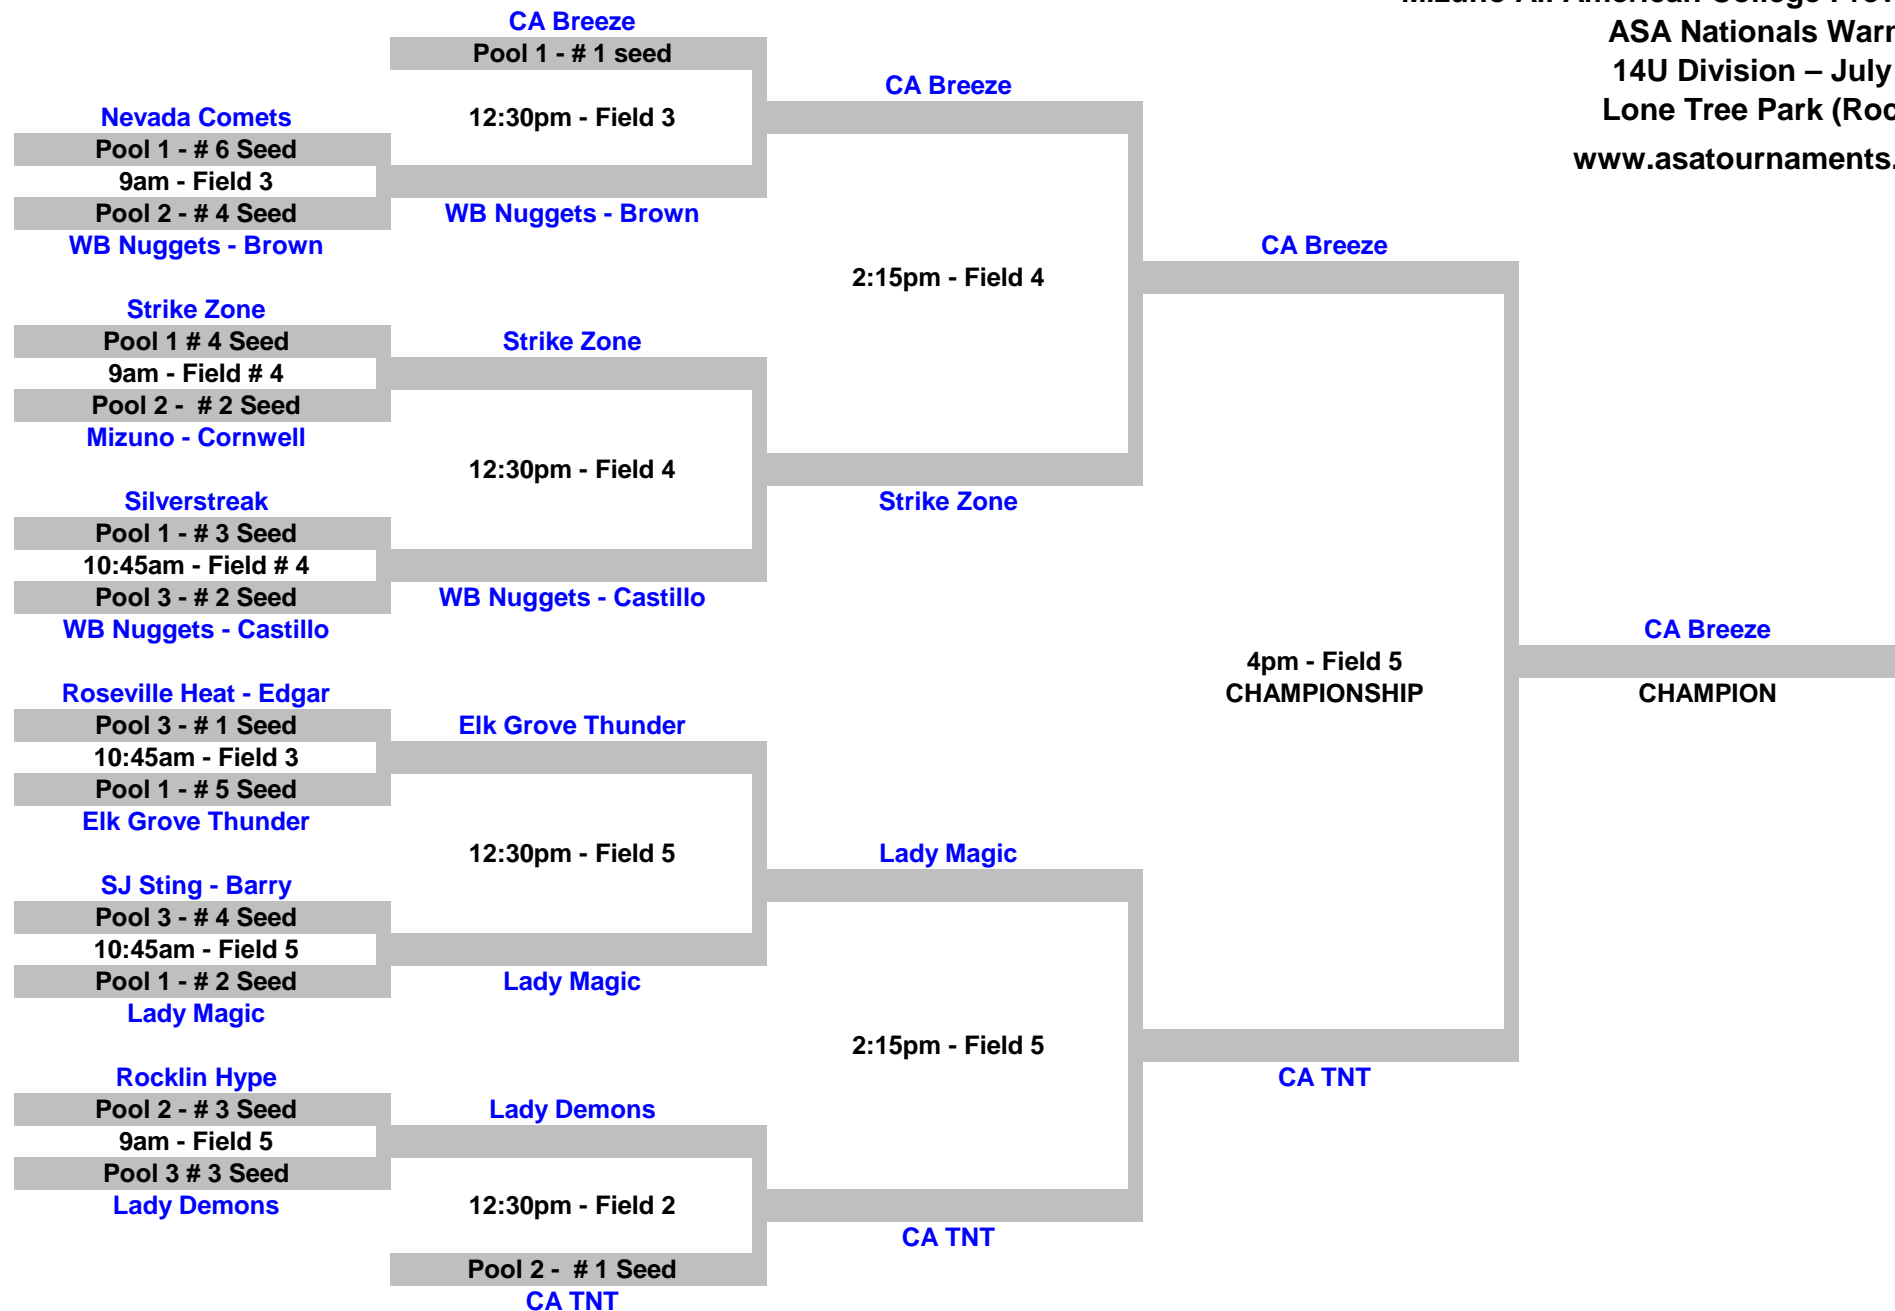 Mizuno All American College Prev
ASA Nationals Warm
14U Division – July
Lone Tree Park (Roc
www.asatournaments.
CA Breeze
Pool 1 - # 1 seed
12:30pm - Field 3
Nevada Comets
Pool 1 - # 6 Seed
9am - Field 3
Pool 2 - # 4 Seed
WB Nuggets - Brown
WB Nuggets - Brown
CA Breeze
2:15pm - Field 4
Strike Zone
Pool 1 # 4 Seed
9am - Field # 4
Pool 2 -  # 2 Seed
Mizuno - Cornwell
Strike Zone
12:30pm - Field 4
Silverstreak
Pool 1 - # 3 Seed
10:45am - Field # 4
Pool 3 - # 2 Seed
WB Nuggets - Castillo
WB Nuggets - Castillo
Strike Zone
CA Breeze
4pm - Field 5
CHAMPIONSHIP
CA Breeze
CHAMPION
Roseville Heat - Edgar
Pool 3 - # 1 Seed
10:45am - Field 3
Pool 1 - # 5 Seed
Elk Grove Thunder
Elk Grove Thunder
12:30pm - Field 5
SJ Sting - Barry
Pool 3 - # 4 Seed
10:45am - Field 5
Pool 1 - # 2 Seed
Lady Magic
Lady Magic
Lady Magic
2:15pm - Field 5
Rocklin Hype
Pool 2 - # 3 Seed
9am - Field 5
Pool 3 # 3 Seed
Lady Demons
Lady Demons
12:30pm - Field 2
Pool 2 -  # 1 Seed
CA TNT
CA TNT
CA TNT